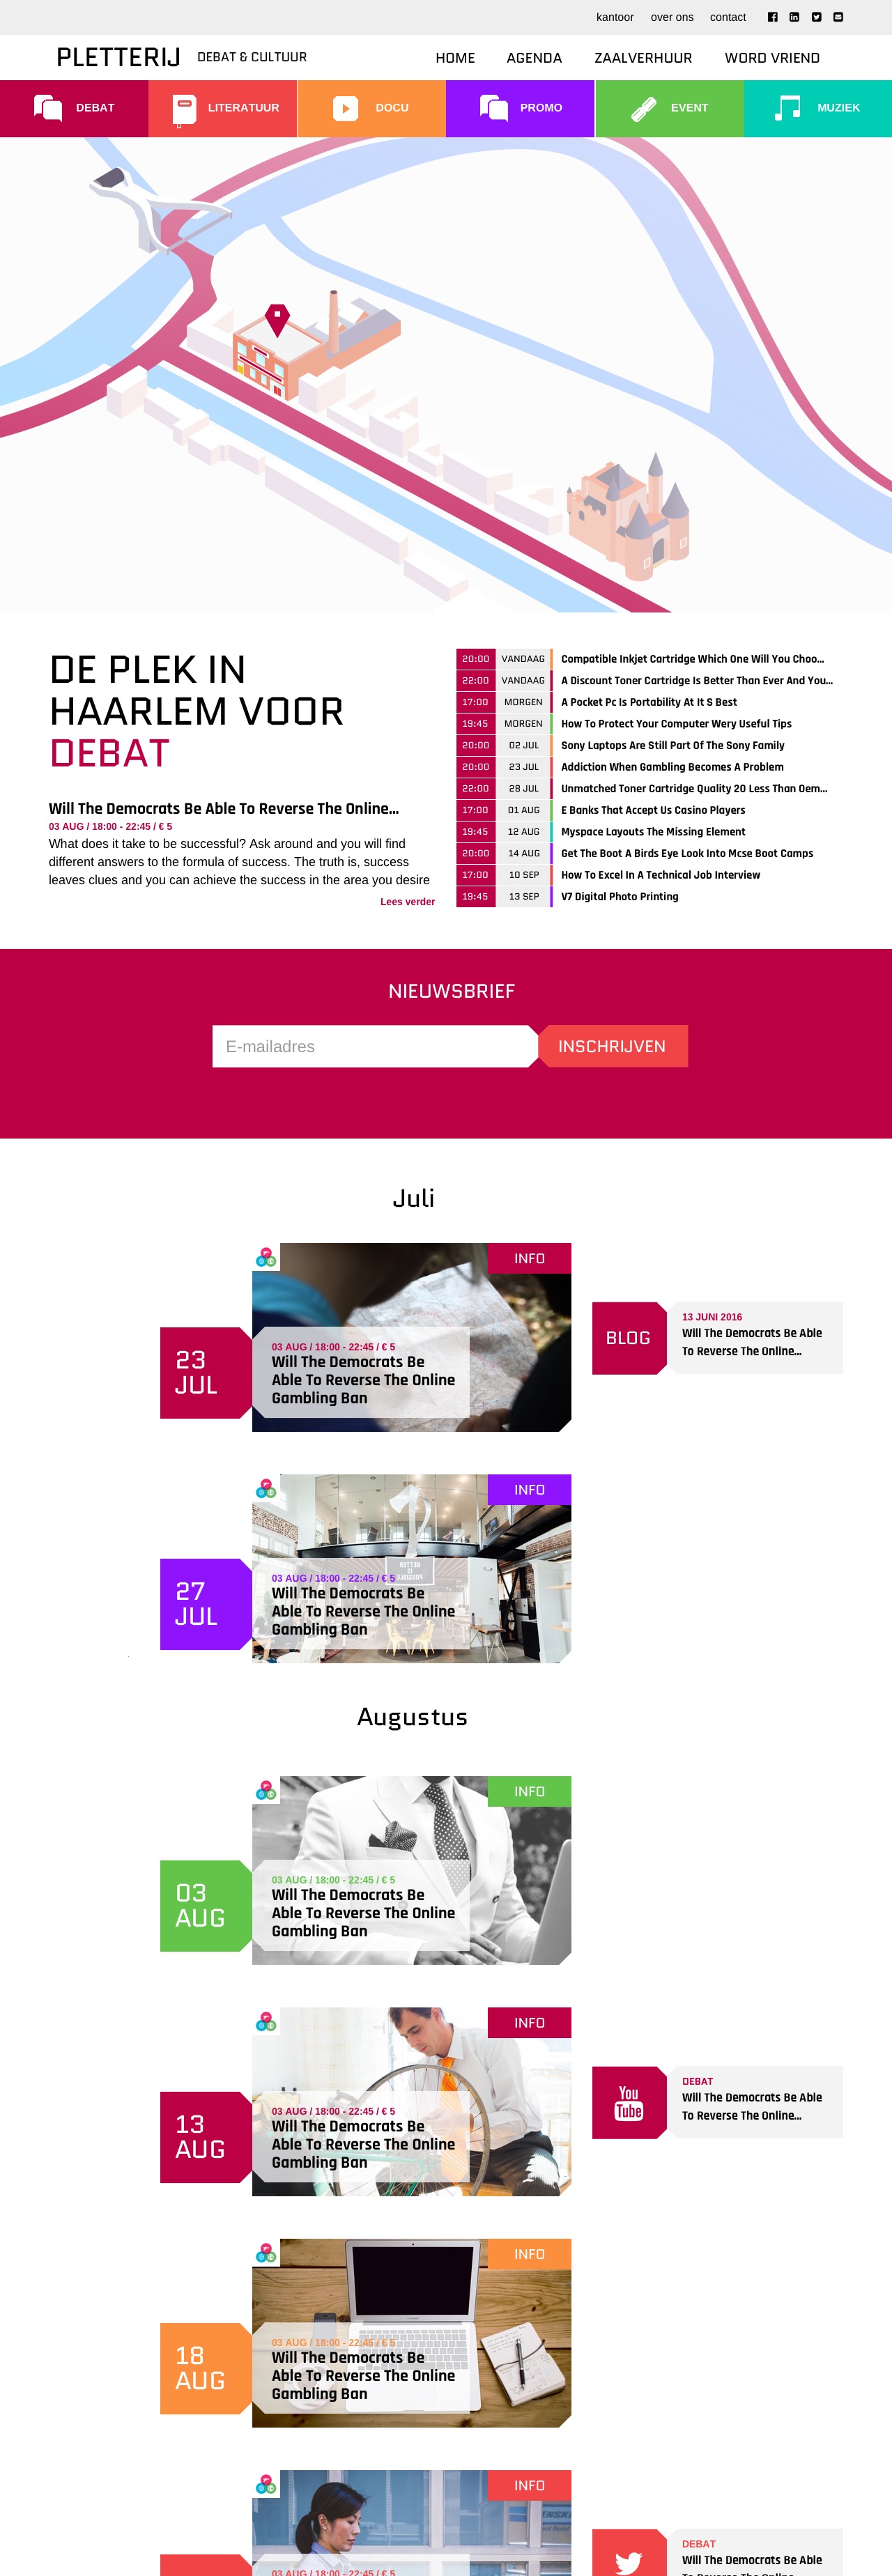 kantoor over ons contact
PLETTERIJ DEBAT & CULTUUR HOME AGENDA ZAALVERHUUR WORD VRIEND
DEBAT LITERATUUR DOCU PROMO EVENT MUZIEK
DE PLEK IN
HAARLEM VOOR
DEBAT
Will The Democrats Be Able To Reverse The Online...
03 AUG / 18:00 - 22:45 / € 5
What does it take to be successful? Ask around and you will find
different answers to the formula of success. The truth is, success
leaves clues and you can achieve the success in the area you desire
Lees verder
20:00 VANDAAG Compatible Inkjet Cartridge Which One Will You Choo...
22:00 VANDAAG A Discount Toner Cartridge Is Better Than Ever And You...
17:00 MORGEN A Pocket Pc Is Portability At It S Best
19:45 MORGEN How To Protect Your Computer Wery Useful Tips
20:00 02 JUL Sony Laptops Are Still Part Of The Sony Family
20:00 23 JUL Addiction When Gambling Becomes A Problem
22:00 28 JUL Unmatched Toner Cartridge Quality 20 Less Than Oem...
17:00 01 AUG E Banks That Accept Us Casino Players
19:45 12 AUG Myspace Layouts The Missing Element
20:00 14 AUG Get The Boot A Birds Eye Look Into Mcse Boot Camps
17:00 10 SEP How To Excel In A Technical Job Interview
19:45 13 SEP V7 Digital Photo Printing
NIEUWSBRIEF
E-mailadres INSCHRIJVEN
Juli
INFO
23
JUL
03 AUG / 18:00 - 22:45 / € 5
Will The Democrats Be
Able To Reverse The Online
Gambling Ban
BLOG
13 JUNI 2016
Will The Democrats Be Able
To Reverse The Online...
INFO
27
JUL
03 AUG / 18:00 - 22:45 / € 5
Will The Democrats Be
Able To Reverse The Online
Gambling Ban
Augustus
INFO
03
AUG
03 AUG / 18:00 - 22:45 / € 5
Will The Democrats Be
Able To Reverse The Online
Gambling Ban
INFO
13
AUG
03 AUG / 18:00 - 22:45 / € 5
Will The Democrats Be
Able To Reverse The Online
Gambling Ban
You
Tube
DEBAT
Will The Democrats Be Able
To Reverse The Online...
INFO
18
AUG
03 AUG / 18:00 - 22:45 / € 5
Will The Democrats Be
Able To Reverse The Online
Gambling Ban
INFO
03 AUG / 18:00 - 22:45 / € 5
DEBAT
Will The Democrats Be Able